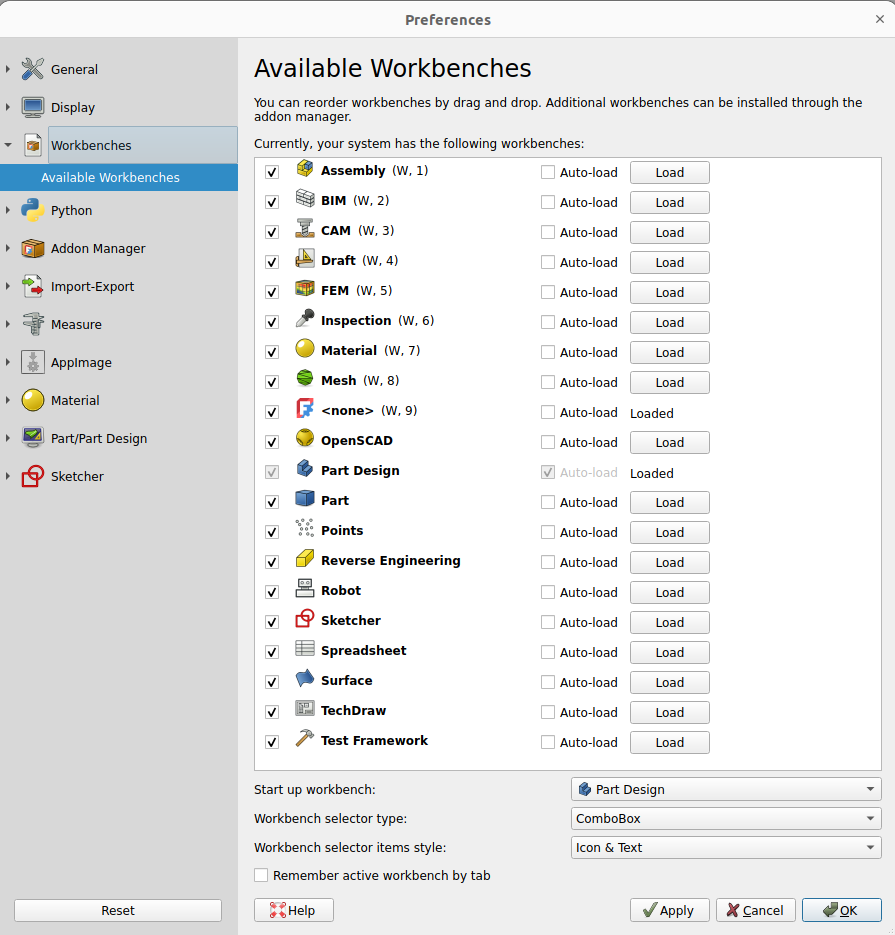 Preferences
General
Display
Workbenches
Available Workbenches
Python
Addon Manager
Import-Export
Measure
AppImage
Material
Part/Part Design
Sketcher
Reset
Available Workbenches
You can reorder workbenches by drag and drop. Additional workbenches can be installed through the
addon manager.
Currently, your system has the following workbenches:
Assembly (W, 1) Auto-load Load
BIM (W, 2) Auto-load Load
CAM (W, 3) Auto-load Load
Draft (W, 4) Auto-load Load
FEM (W, 5) Auto-load Load
Inspection (W, 6) Auto-load Load
Material (W, 7) Auto-load Load
Mesh (W, 8) Auto-load Load
<none> (W, 9) Auto-load Loaded
OpenSCAD Auto-load Load
Part Design Auto-load Loaded
Part Auto-load Load
Points Auto-load Load
Reverse Engineering Auto-load Load
Robot Auto-load Load
Sketcher Auto-load Load
Spreadsheet Auto-load Load
Surface Auto-load Load
TechDraw Auto-load Load
Test Framework Auto-load Load
Start up workbench: Part Design
Workbench selector type: ComboBox
Workbench selector items style: Icon & Text
Remember active workbench by tab
Help Apply Cancel OK